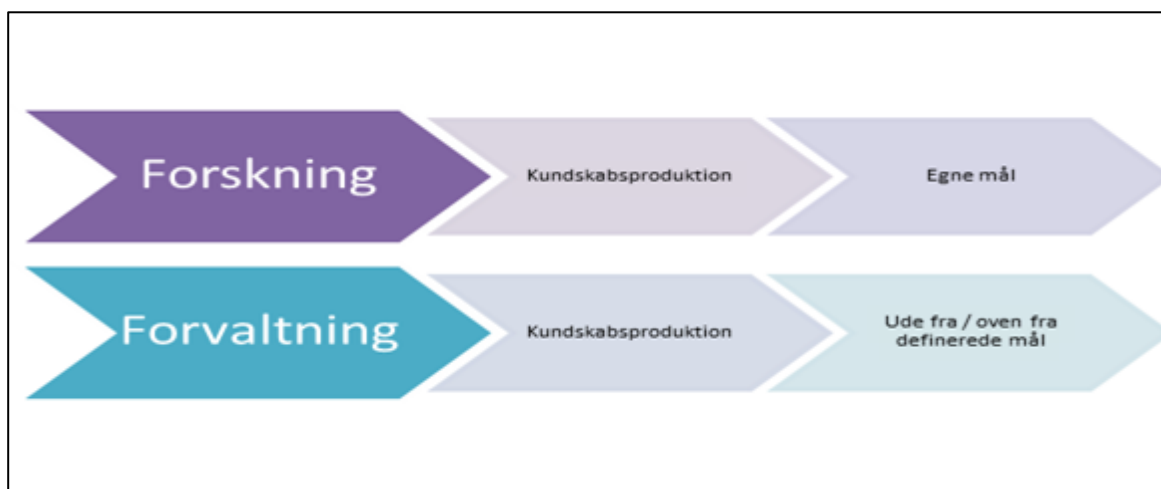 Forskning
Kundskabsproduktion
Egne mål
Forvaltning
Kundskabsproduktion
Ude fra / oven fra
definerede mål